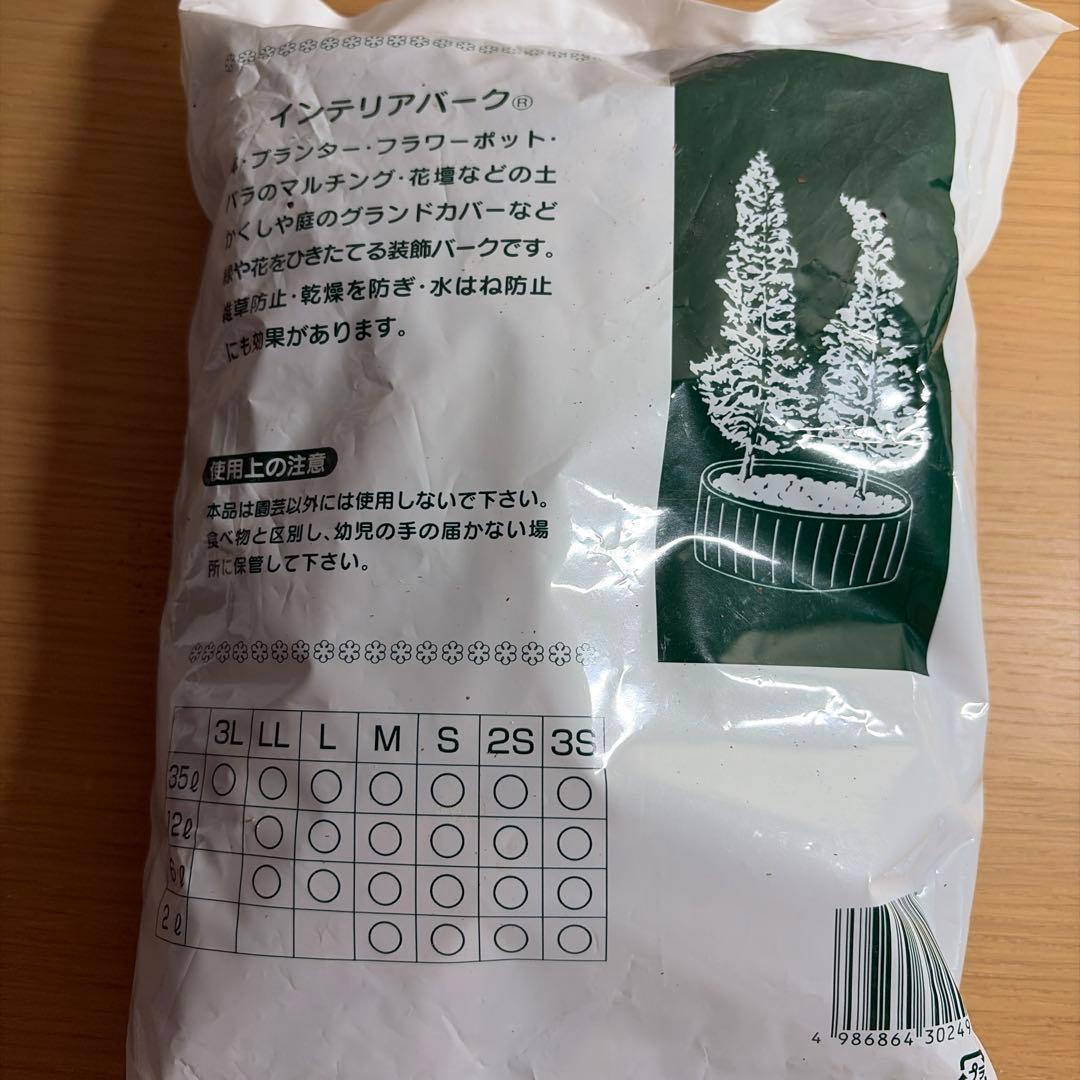 インテリアバーク®
・プランター・フラワーポット・
バラのマルチング・花壇などの土
かくしや庭のグランドカバーなど
緑や花をひきたてる装飾バークです。
雑草防止・乾燥を防ぎ・水はね防止
にも効果があります。
使用上の注意
本品は園芸以外には使用しないで下さい。
食べ物と区別し、幼児の手の届かない場
所に保管して下さい。
3L LL L M S 2S 3S
35ℓ ○ ○ ○ ○ ○ ○ ○
12ℓ ○ ○ ○ ○ ○ ○
6ℓ ○ ○ ○ ○ ○ ○
2ℓ ○ ○ ○ ○
4 986864 30249
プラ